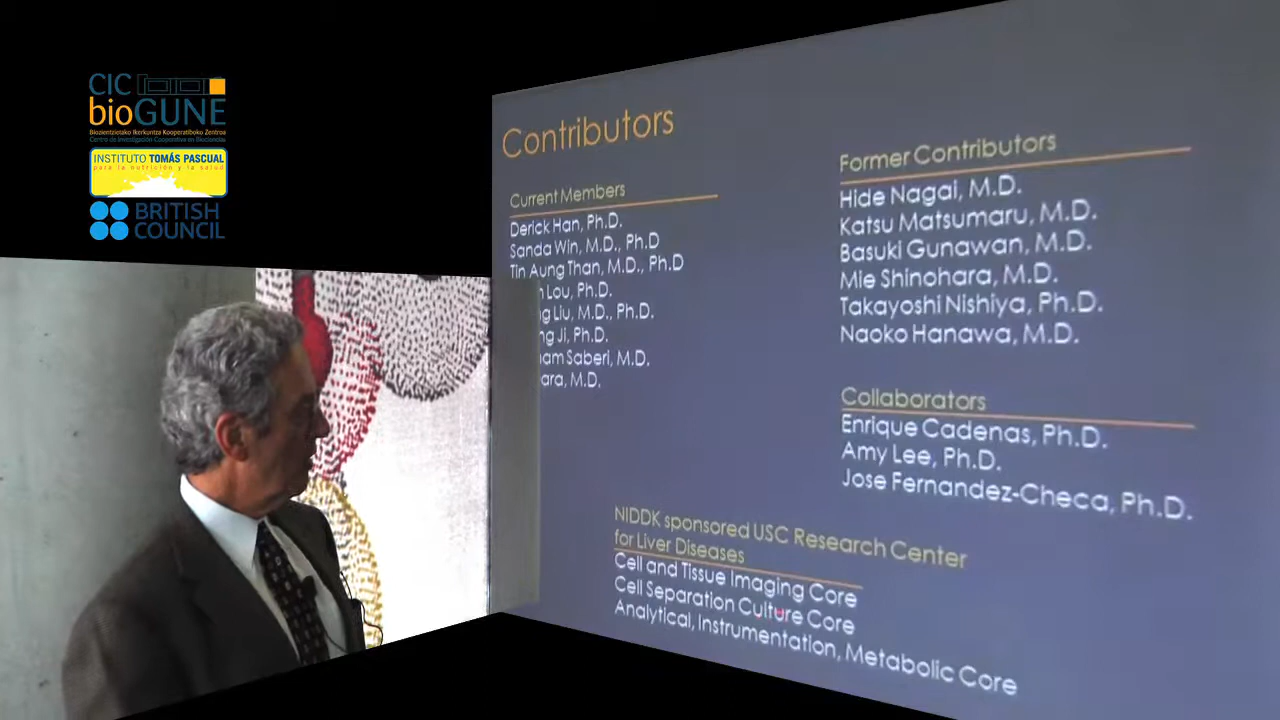 CIC
bioGUNE
Biozientzietako Ikerkuntza Kooperatiboko Zentroa
Centro de Investigación Cooperativa en Biociencias
INSTITUTO TOMÁS PASCUAL
para la nutrición y la salud
BRITISH
COUNCIL
Contributors
Current Members
Derick Han, Ph.D.
Sanda Win, M.D., Ph.D
Tin Aung Than, M.D., Ph.D
Lou, Ph.D.
Liu, M.D., Ph.D.
Ji, Ph.D.
Saberi, M.D.
M.D.
Former Contributors
Hide Nagai, M.D.
Katsu Matsumaru, M.D.
Basuki Gunawan, M.D.
Mie Shinohara, M.D.
Takayoshi Nishiya, Ph.D.
Naoko Hanawa, M.D.
Collaborators
Enrique Cadenas, Ph.D.
Amy Lee, Ph.D.
Jose Fernandez-Checa, Ph.D.
NIDDK sponsored USC Research Center
for Liver Diseases
Cell and Tissue Imaging Core
Cell Separation Culture Core
Analytical, Instrumentation, Metabolic Core